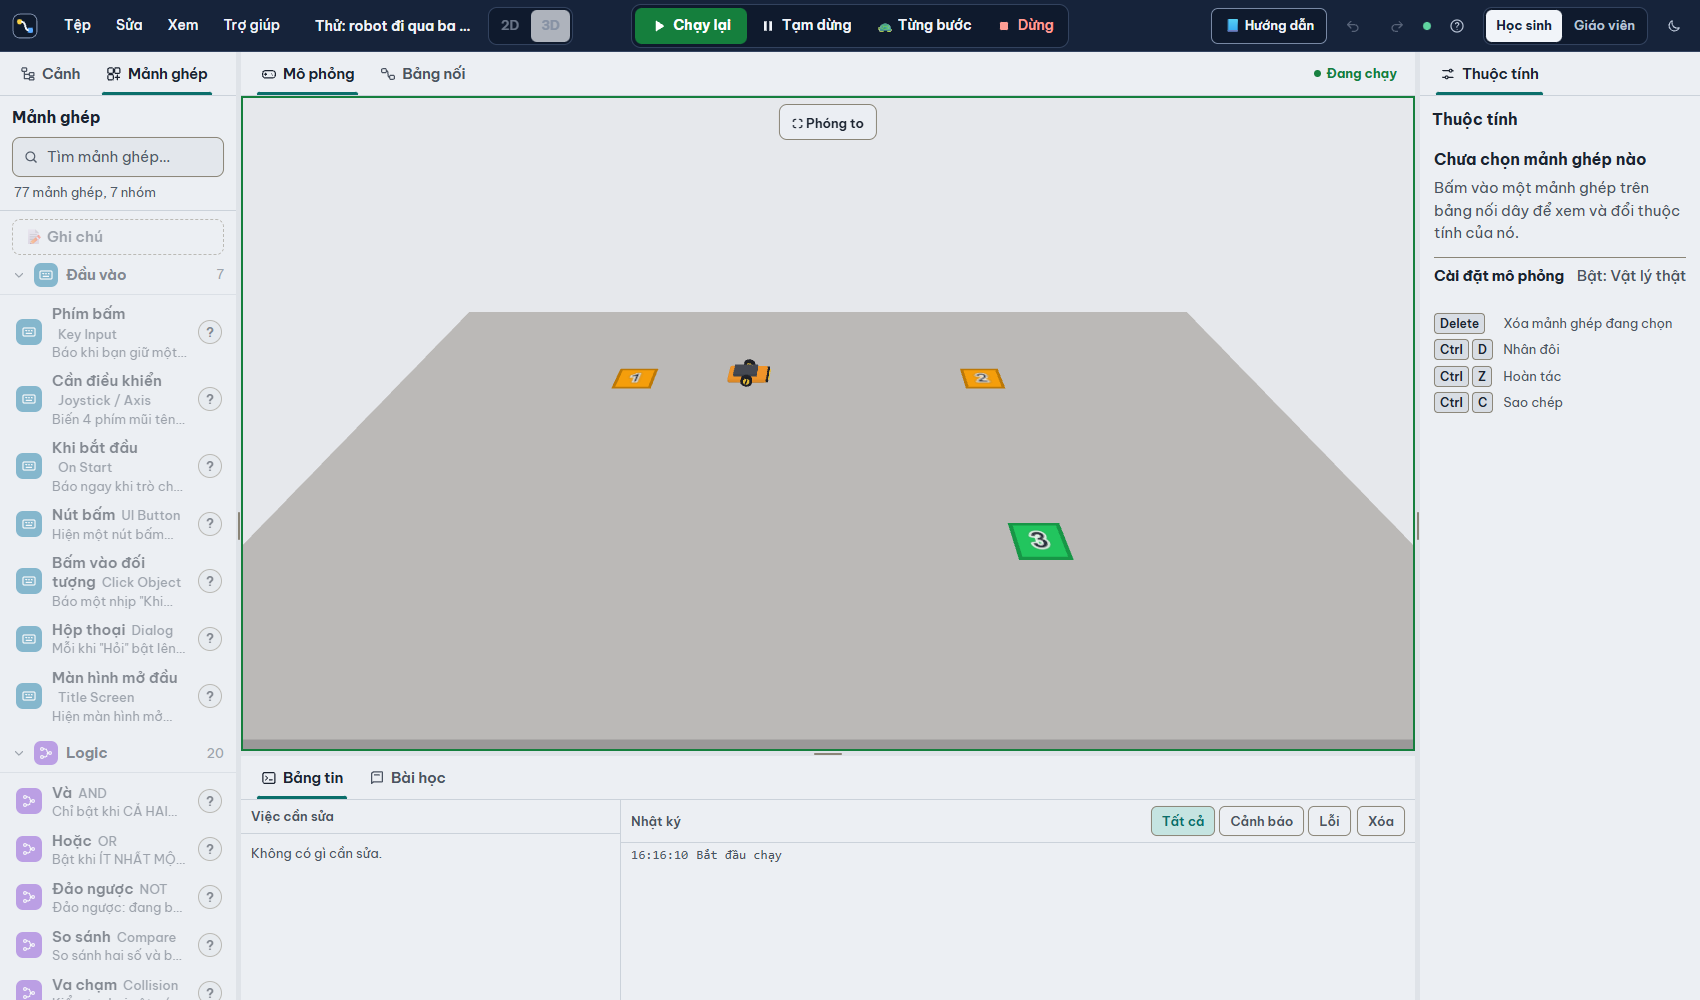 Tệp
Sửa
Xem
Trợ giúp
Thử: robot đi qua ba ...
2D
3D
Chạy lại
Tạm dừng
Từng bước
Dừng
Hướng dẫn
Học sinh
Giáo viên
Cảnh
Mảnh ghép
Mảnh ghép
Tìm mảnh ghép...
77 mảnh ghép, 7 nhóm
Ghi chú
Đầu vào
7
Phím bấm
Key Input
Báo khi bạn giữ một...
?
Cần điều khiển
Joystick / Axis
Biến 4 phím mũi tên...
?
Khi bắt đầu
On Start
Báo ngay khi trò ch...
?
Nút bấm UI Button
Hiện một nút bấm...
?
Bấm vào đối
tượng Click Object
Báo một nhịp "Khi...
?
Hộp thoại Dialog
Mỗi khi "Hỏi" bật lên...
?
Màn hình mở đầu
Title Screen
Hiện màn hình mở...
?
Logic
20
Và AND
Chỉ bật khi CẢ HAI...
?
Hoặc OR
Bật khi ÍT NHẤT MỘ...
?
Đảo ngược NOT
Đảo ngược: đang b...
?
So sánh Compare
So sánh hai số và b...
?
Va chạm Collision
?
Mô phỏng
Bảng nối
Đang chạy
Phóng to
1
2
3
Bảng tin
Bài học
Việc cần sửa
Không có gì cần sửa.
Nhật ký
Tất cả
Cảnh báo
Lỗi
Xóa
16:16:10 Bắt đầu chạy
Thuộc tính
Thuộc tính
Chưa chọn mảnh ghép nào
Bấm vào một mảnh ghép trên
bảng nối dây để xem và đổi thuộc
tính của nó.
Cài đặt mô phỏng
Bật: Vật lý thật
Delete Xóa mảnh ghép đang chọn
Ctrl D Nhân đôi
Ctrl Z Hoàn tác
Ctrl C Sao chép